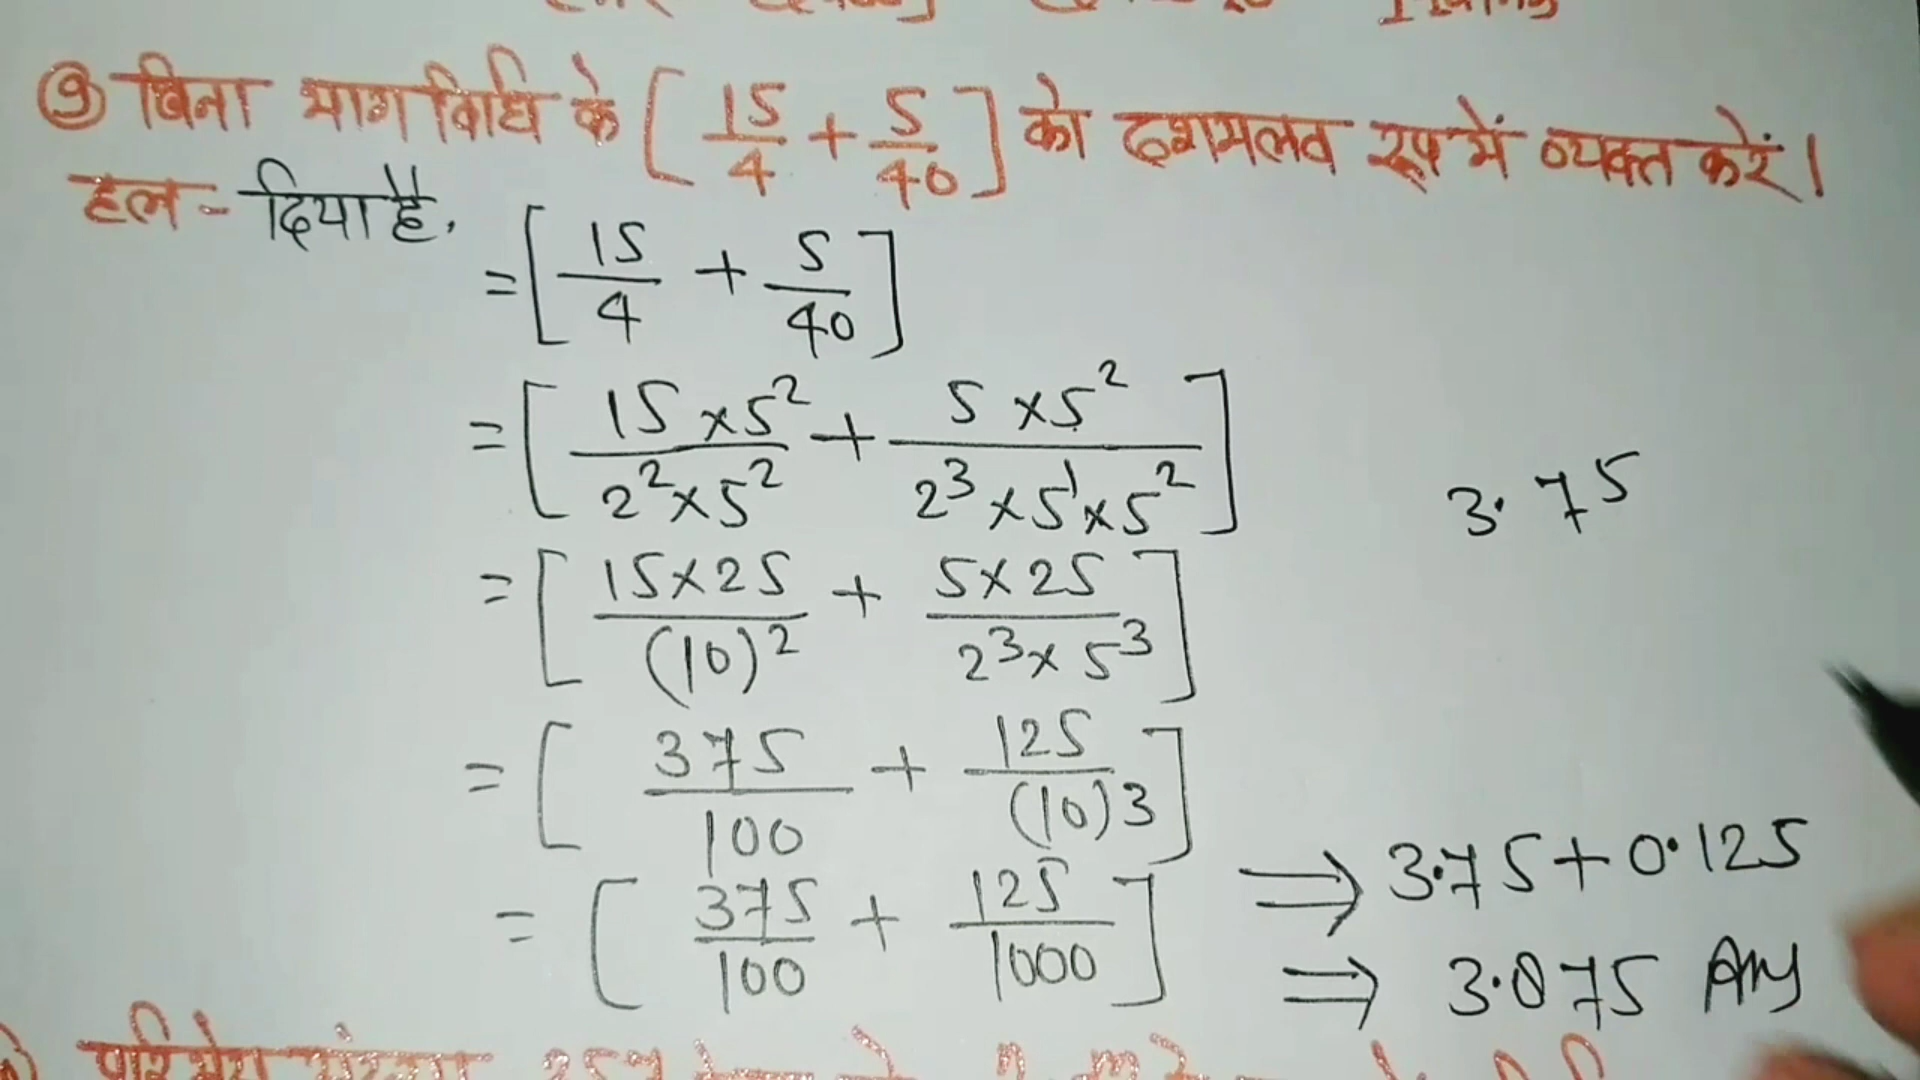 ⑨ बिना भाग विधि के [15/4 + 5/40] को दशमलव रूप में व्यक्त करें।
हल - दिया है,
= [15/4 + 5/40]
= [15×5²/2²×5² + 5×5²/2³×5¹×5²]
3.75
= [15×25/(10)² + 5×25/2³×5³]
= [375/100 + 125/(10)3]
= [375/100 + 125/1000] ⇒ 3.75+0.125
⇒ 3.875 Ans